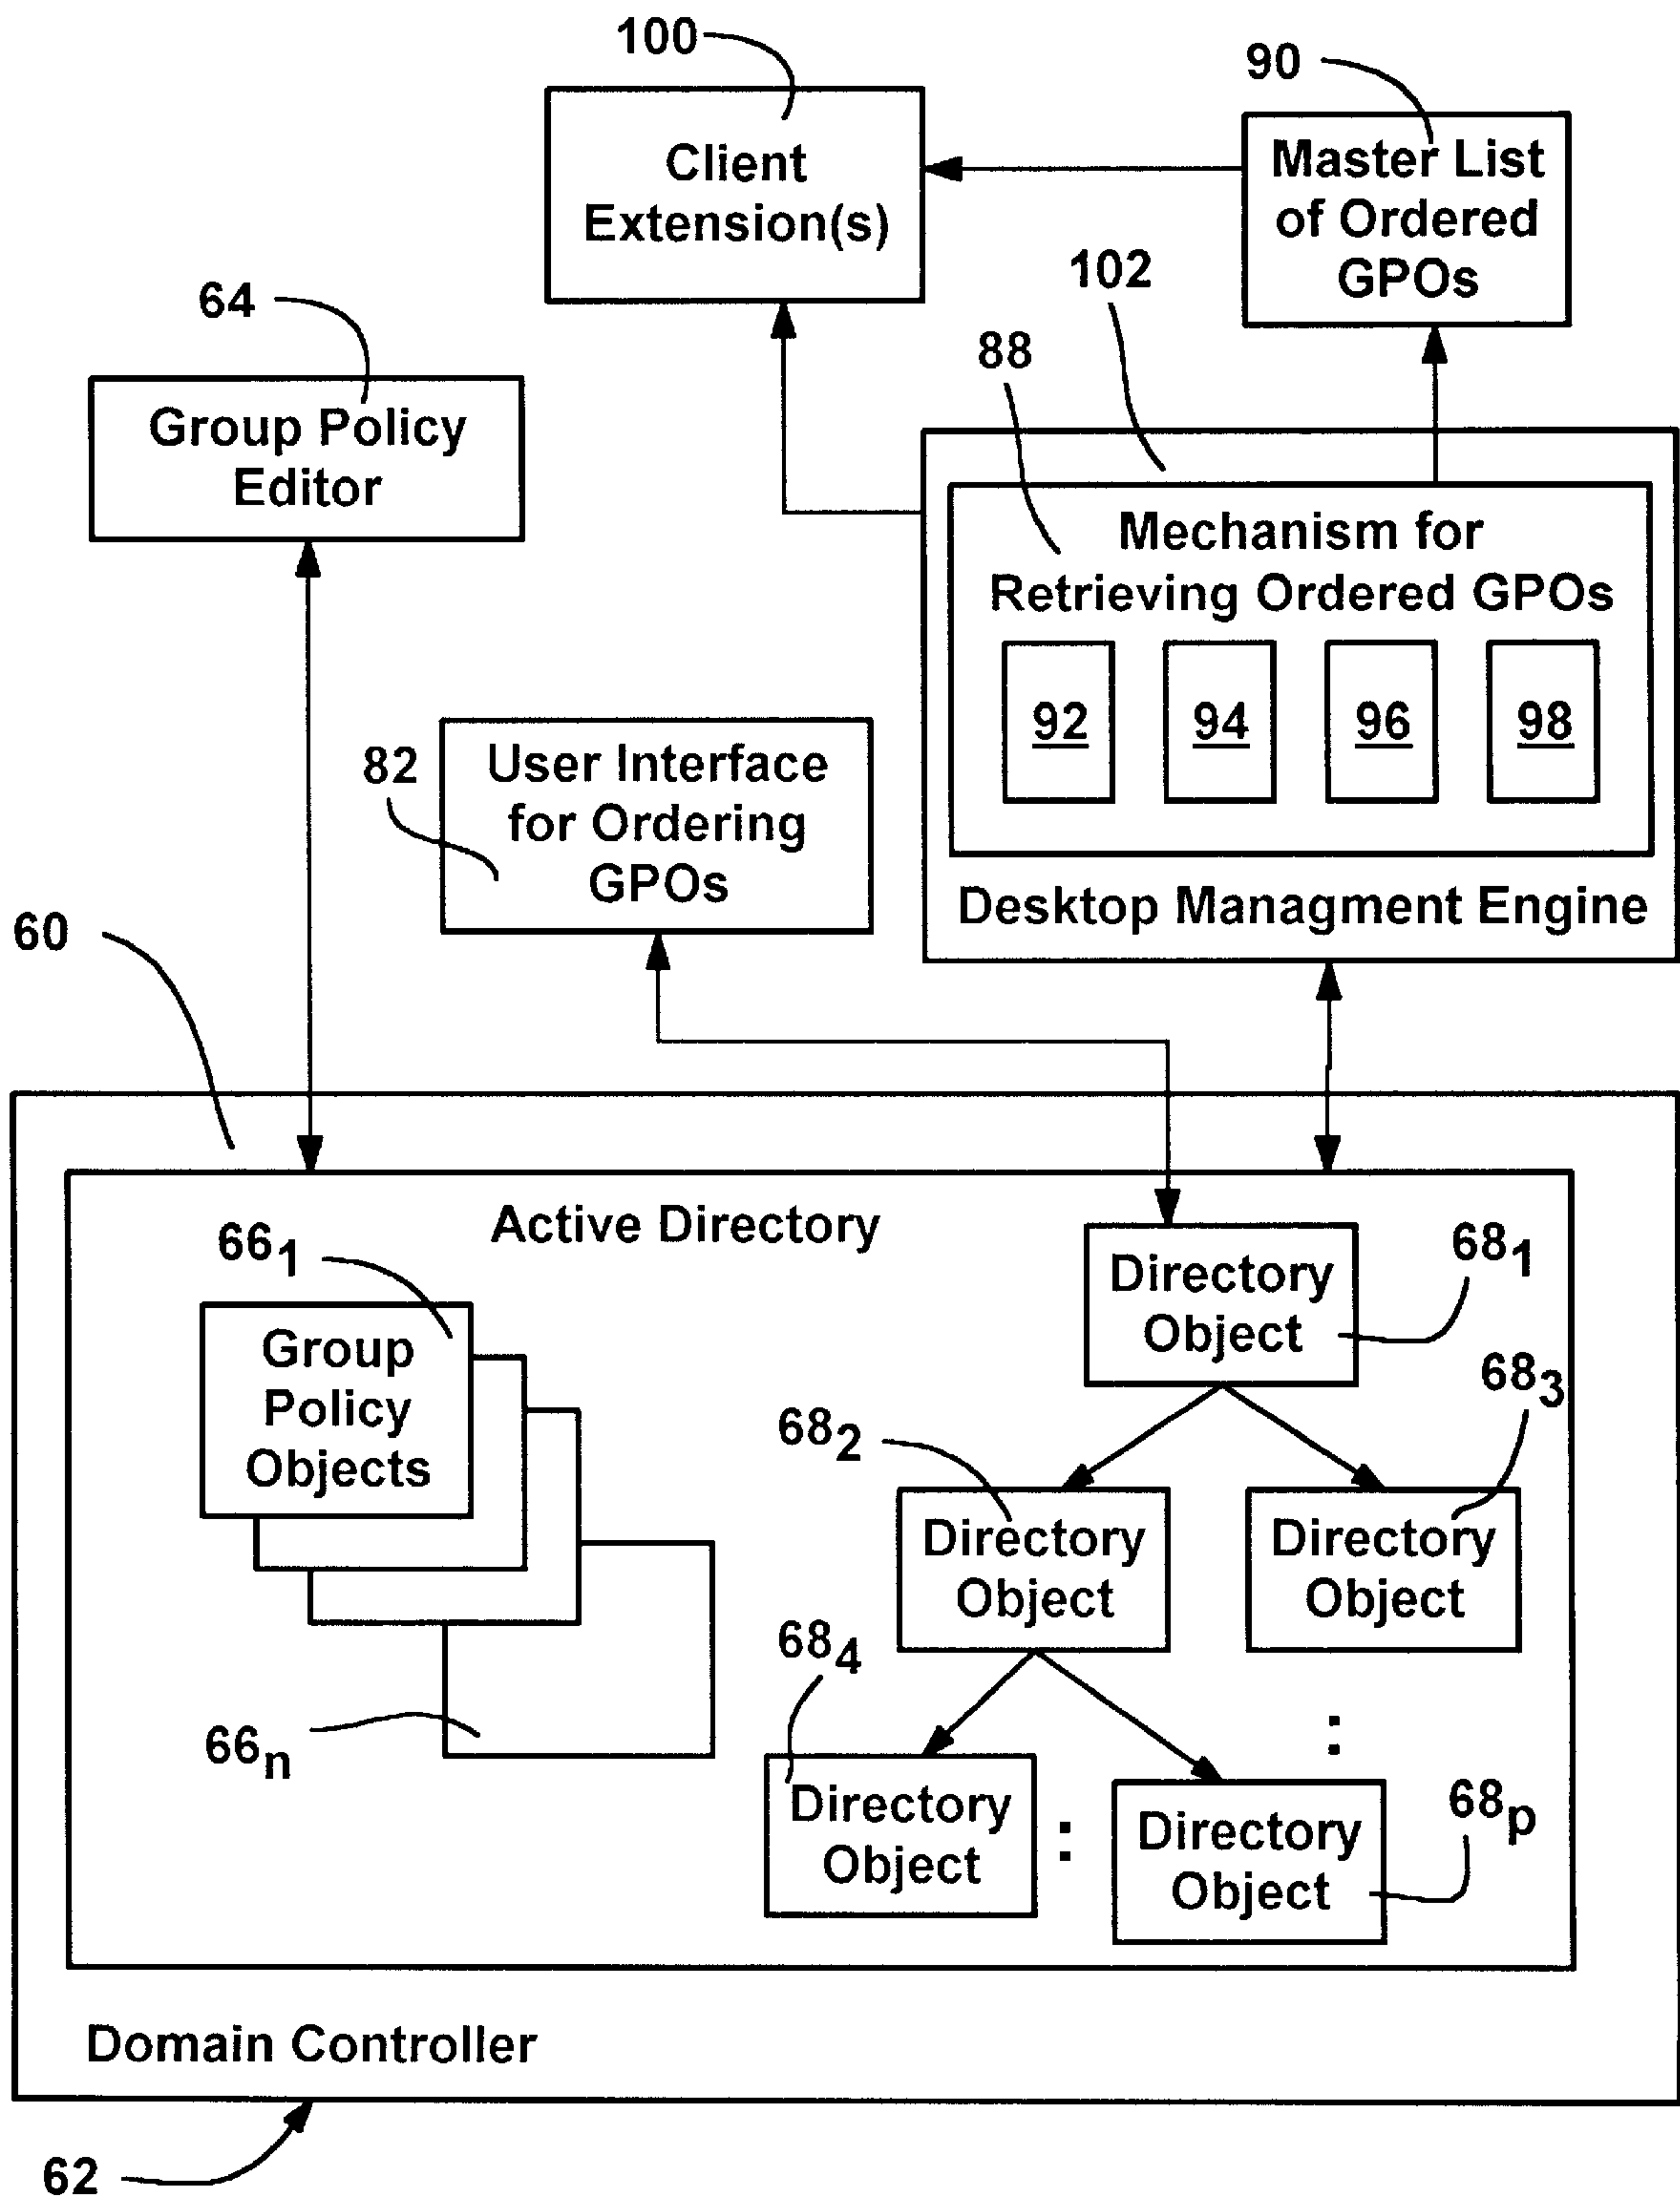 100
90
Client
Extension(s)
Master List
of Ordered
GPOs
102
64
88
Group Policy
Editor
Mechanism for
Retrieving Ordered GPOs
92 94 96 98
Desktop Managment Engine
82
User Interface
for Ordering
GPOs
60
Active Directory
66₁
Group
Policy
Objects
66ₙ
Directory
Object
68₁
68₂
68₃
Directory
Object
Directory
Object
68₄
Directory
Object
:
:
Directory
Object
68ₚ
Domain Controller
62